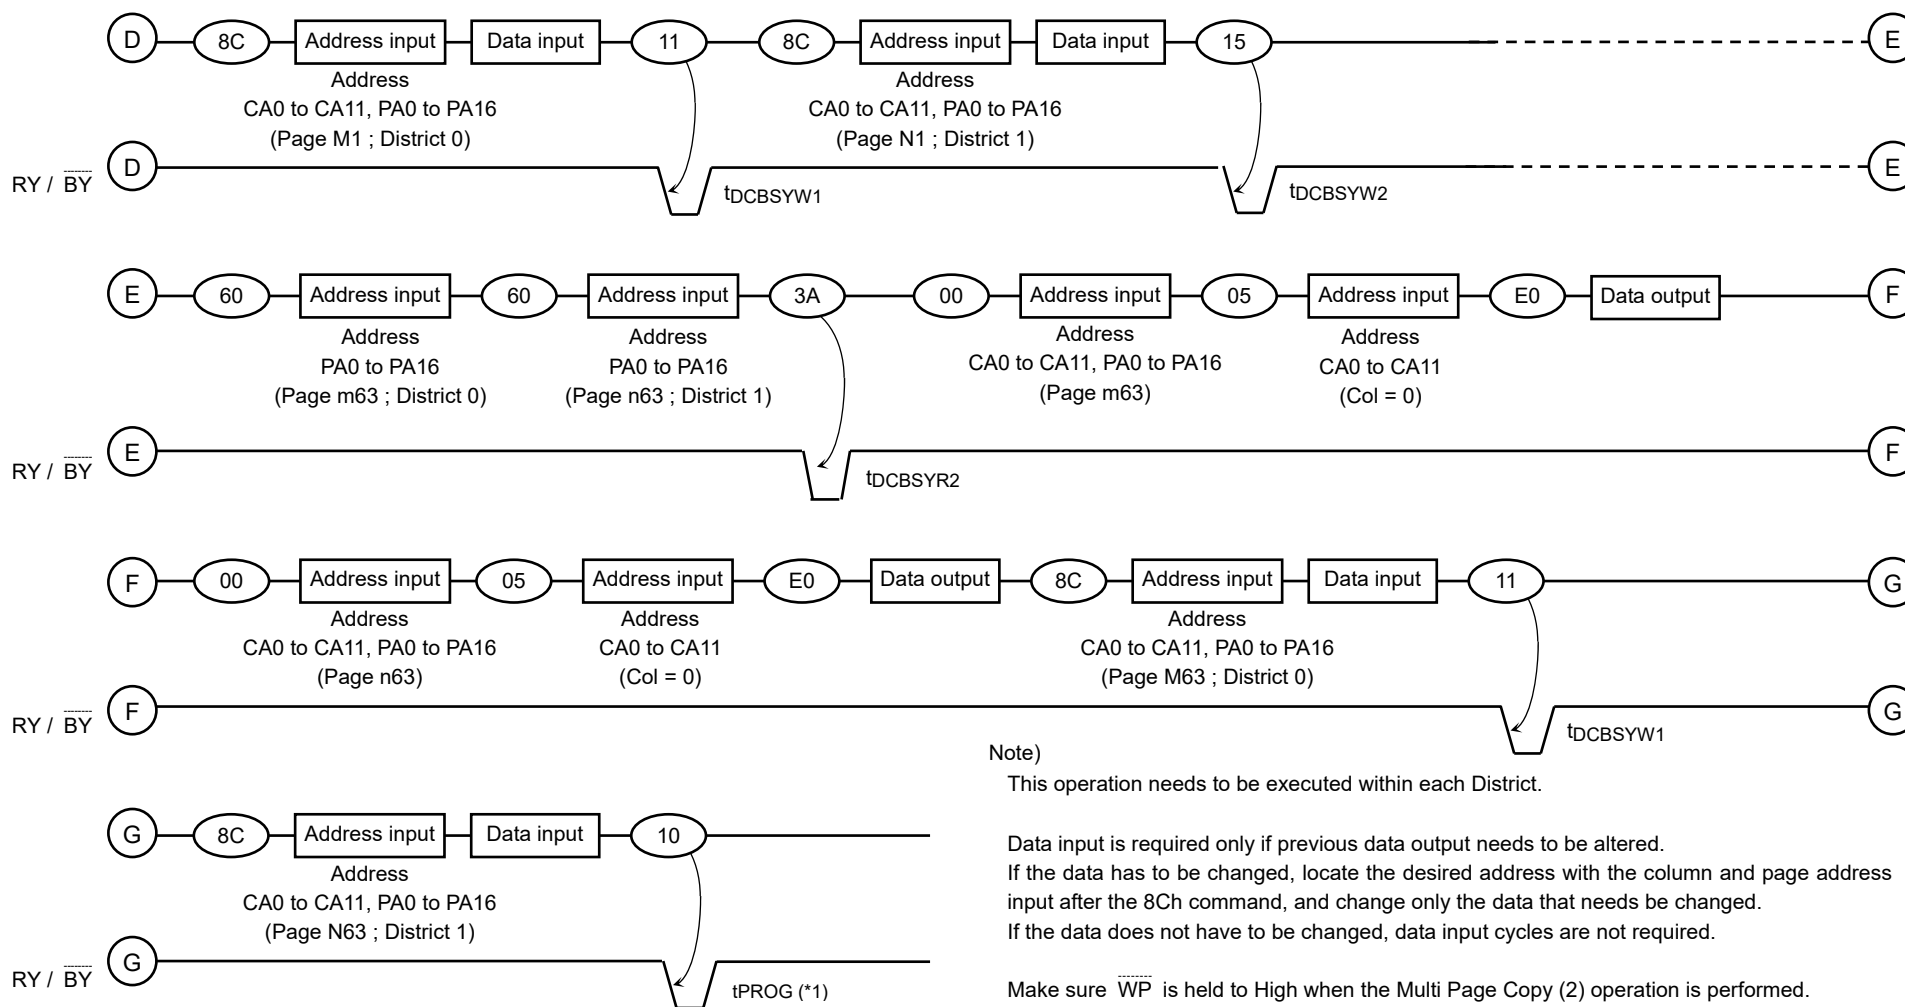 D 8C Address input Data input 11 8C Address input Data input 15 E
Address Address
CA0 to CA11, PA0 to PA16 CA0 to CA11, PA0 to PA16
(Page M1 ; District 0) (Page N1 ; District 1)
RY / BY D tDCBSYW1 tDCBSYW2 E
E 60 Address input 60 Address input 3A 00 Address input 05 Address input E0 Data output F
Address Address Address Address
PA0 to PA16 PA0 to PA16 CA0 to CA11, PA0 to PA16 CA0 to CA11
(Page m63 ; District 0) (Page n63 ; District 1) (Page m63) (Col = 0)
RY / BY E tDCBSYR2 F
F 00 Address input 05 Address input E0 Data output 8C Address input Data input 11 G
Address Address Address
CA0 to CA11, PA0 to PA16 CA0 to CA11 CA0 to CA11, PA0 to PA16
(Page n63) (Col = 0) (Page M63 ; District 0)
RY / BY F tDCBSYW1 G
G 8C Address input Data input 10
Address
CA0 to CA11, PA0 to PA16
(Page N63 ; District 1)
RY / BY G tPROG (*1)
Note)
This operation needs to be executed within each District.
Data input is required only if previous data output needs to be altered.
If the data has to be changed, locate the desired address with the column and page address
input after the 8Ch command, and change only the data that needs be changed.
If the data does not have to be changed, data input cycles are not required.
Make sure WP is held to High when the Multi Page Copy (2) operation is performed.